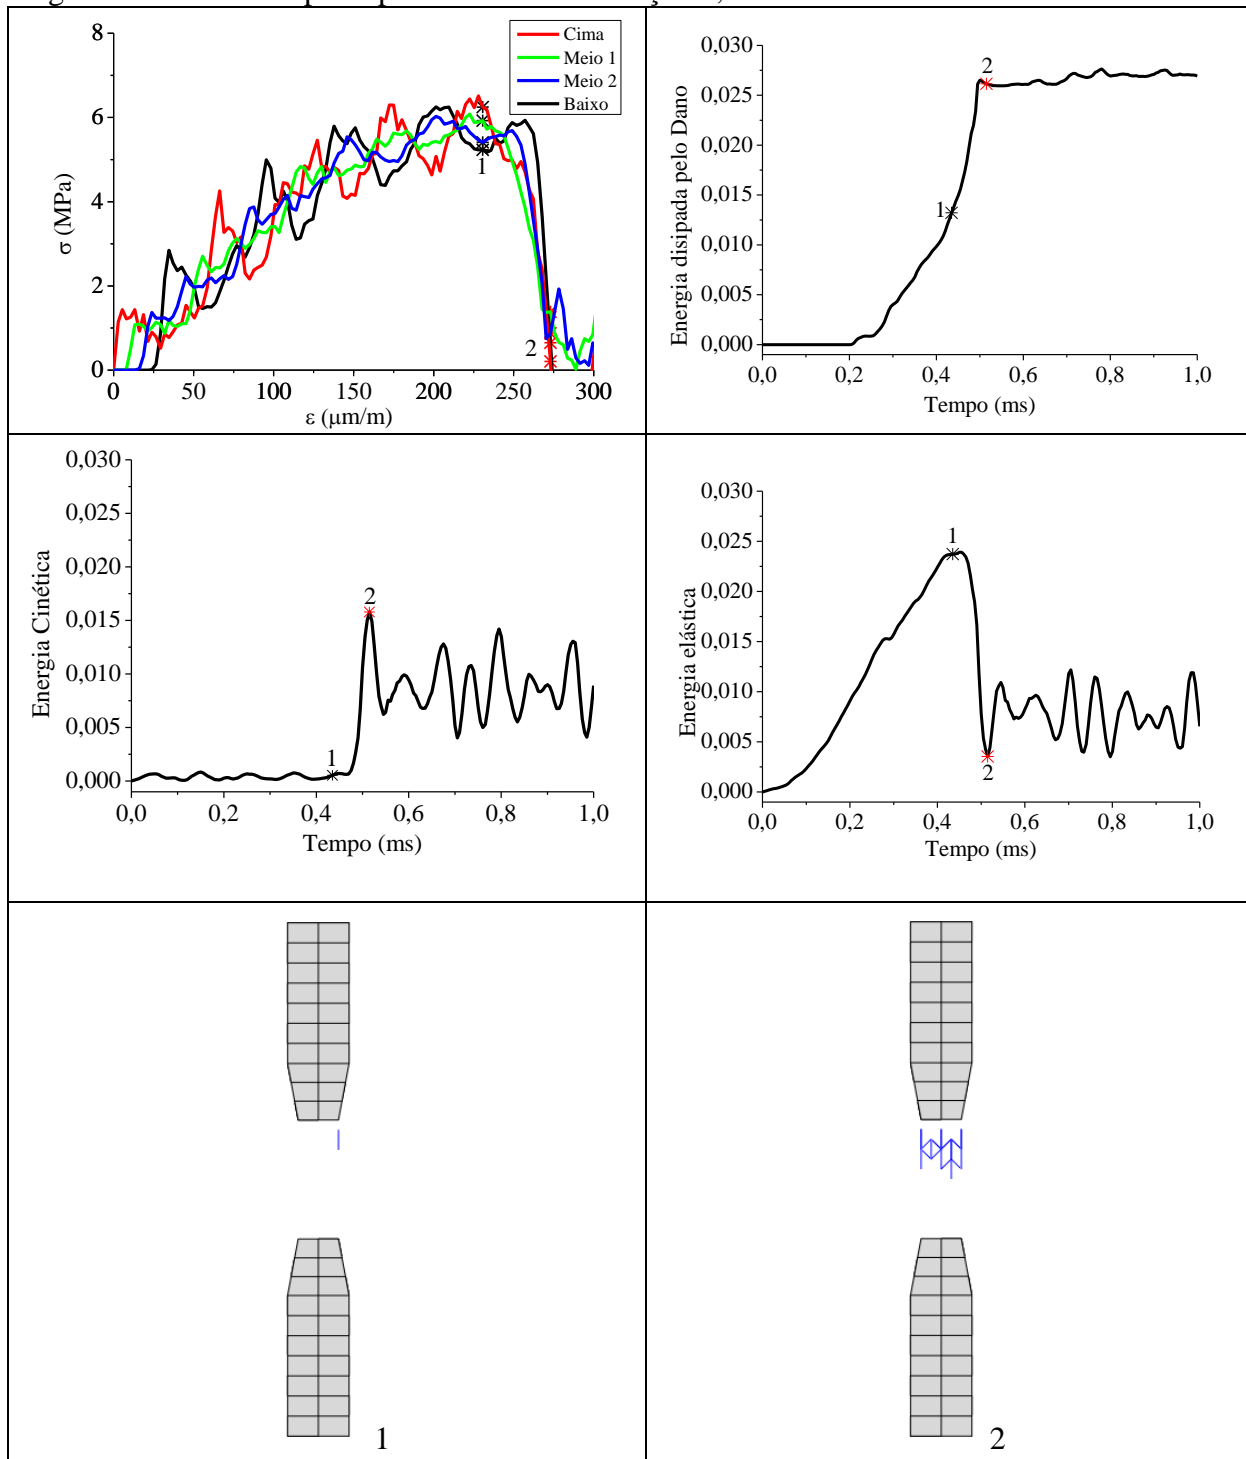 8
6
4
2
0
σ (MPa)
0 50 100 150 200 250 300
ε (μm/m)
Cima
Meio 1
Meio 2
Baixo
1
2
0,030
0,025
0,020
0,015
0,010
0,005
0,000
Energia disipada pelo Dano
0,0 0,2 0,4 0,6 0,8 1,0
Tempo (ms)
1
2
0,030
0,025
0,020
0,015
0,010
0,005
0,000
Energia Cinética
0,0 0,2 0,4 0,6 0,8 1,0
Tempo (ms)
1
2
0,030
0,025
0,020
0,015
0,010
0,005
0,000
Energia elástica
0,0 0,2 0,4 0,6 0,8 1,0
Tempo (ms)
1
2
1
2